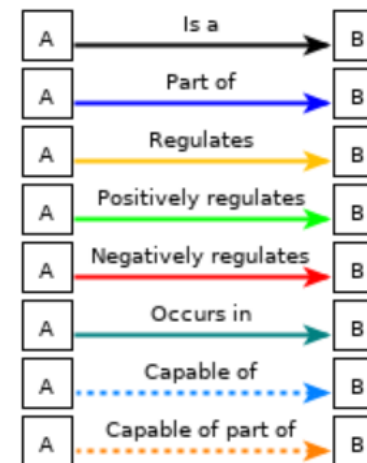 A Is a B
A Part of B
A Regulates B
A Positively regulates B
A Negatively regulates B
A Occurs in B
A Capable of B
A Capable of part of B